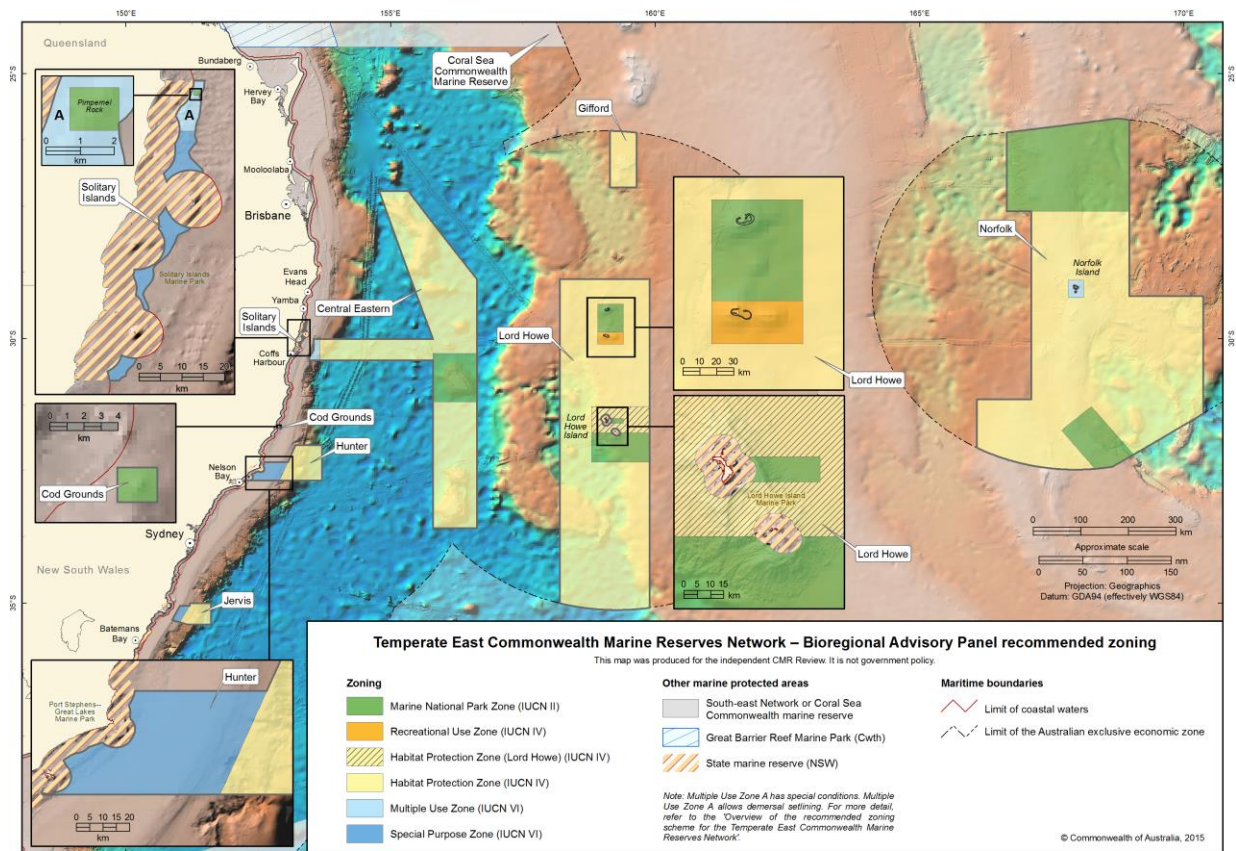 150°E
155°E
160°E
165°E
170°E
Queensland
Bundaberg
Coral Sea
Commonwealth
Marine Reserve
25°S
25°S
Hervey
Bay
Gifford
Pimpernel
Rock
A
A
0 1 2
km
Mooloolaba
Solitary
Islands
Brisbane
Norfolk
Norfolk
Island
Evans
Head
Yamba
Solitary Islands
Marine Park
Central Eastern
Solitary
Islands
Lord Howe
30°S
30°S
Coffs
Harbour
0 5 10 15 20
km
0 10 20 30
km
Lord Howe
0 1 2 3 4
km
Cod Grounds
Lord
Howe
Island
Hunter
Nelson
Bay
Cod Grounds
Lord Howe Island
Marine Park
Lord Howe
Sydney
0 100 200 300
km
Approximate scale
0 50 100 150
nm
Projection: Geographics
Datum: GDA94 (effectively WGS84)
New South Wales
0 5 10 15
km
35°S
Jervis
Batemans
Bay
Hunter
Port Stephens–
Great Lakes
Marine Park
0 5 10 15 20
km
Temperate East Commonwealth Marine Reserves Network – Bioregional Advisory Panel recommended zoning
This map was produced for the independent CMR Review. It is not government policy.
Zoning
Marine National Park Zone (IUCN II)
Recreational Use Zone (IUCN IV)
Habitat Protection Zone (Lord Howe) (IUCN IV)
Habitat Protection Zone (IUCN IV)
Multiple Use Zone (IUCN VI)
Special Purpose Zone (IUCN VI)
Other marine protected areas
South-east Network or Coral Sea
Commonwealth marine reserve
Great Barrier Reef Marine Park (Cwth)
State marine reserve (NSW)
Note: Multiple Use Zone A has special conditions. Multiple
Use Zone A allows demersal setlining. For more detail,
refer to the 'Overview of the recommended zoning
scheme for the Temperate East Commonwealth Marine
Reserves Network'.
Maritime boundaries
Limit of coastal waters
Limit of the Australian exclusive economic zone
© Commonwealth of Australia, 2015